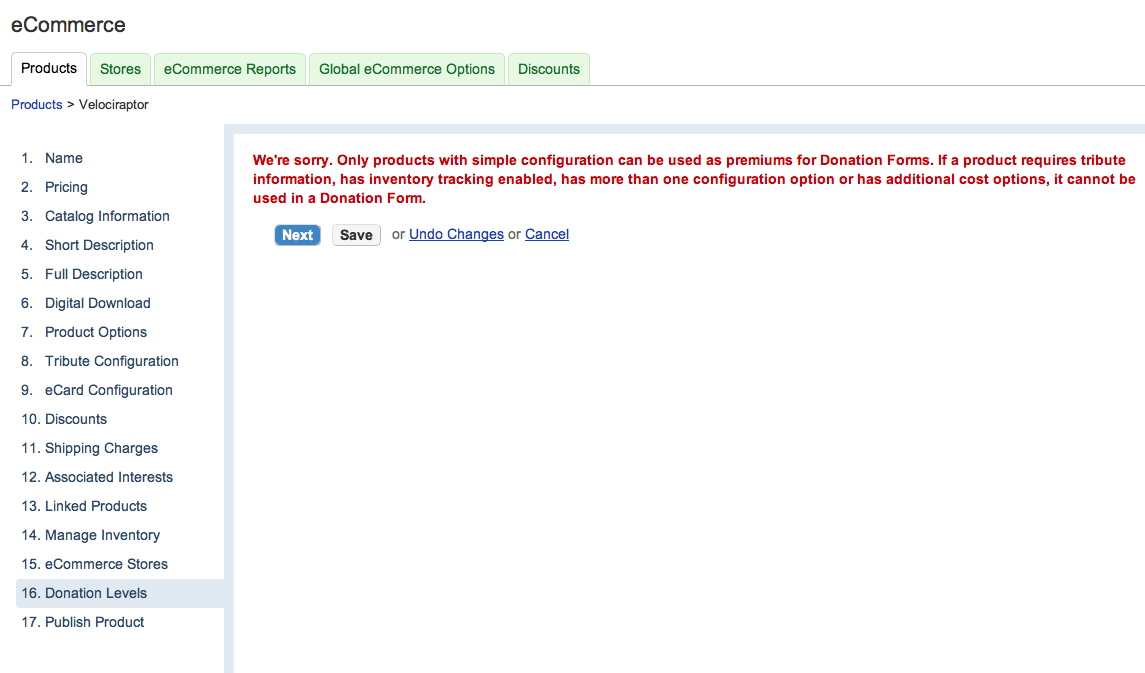 eCommerce
Products Stores eCommerce Reports Global eCommerce Options Discounts
Products > Velociraptor
1. Name
2. Pricing
3. Catalog Information
4. Short Description
5. Full Description
6. Digital Download
7. Product Options
8. Tribute Configuration
9. eCard Configuration
10. Discounts
11. Shipping Charges
12. Associated Interests
13. Linked Products
14. Manage Inventory
15. eCommerce Stores
16. Donation Levels
17. Publish Product
We're sorry. Only products with simple configuration can be used as premiums for Donation Forms. If a product requires tribute
information, has inventory tracking enabled, has more than one configuration option or has additional cost options, it cannot be
used in a Donation Form.
Next Save or Undo Changes or Cancel